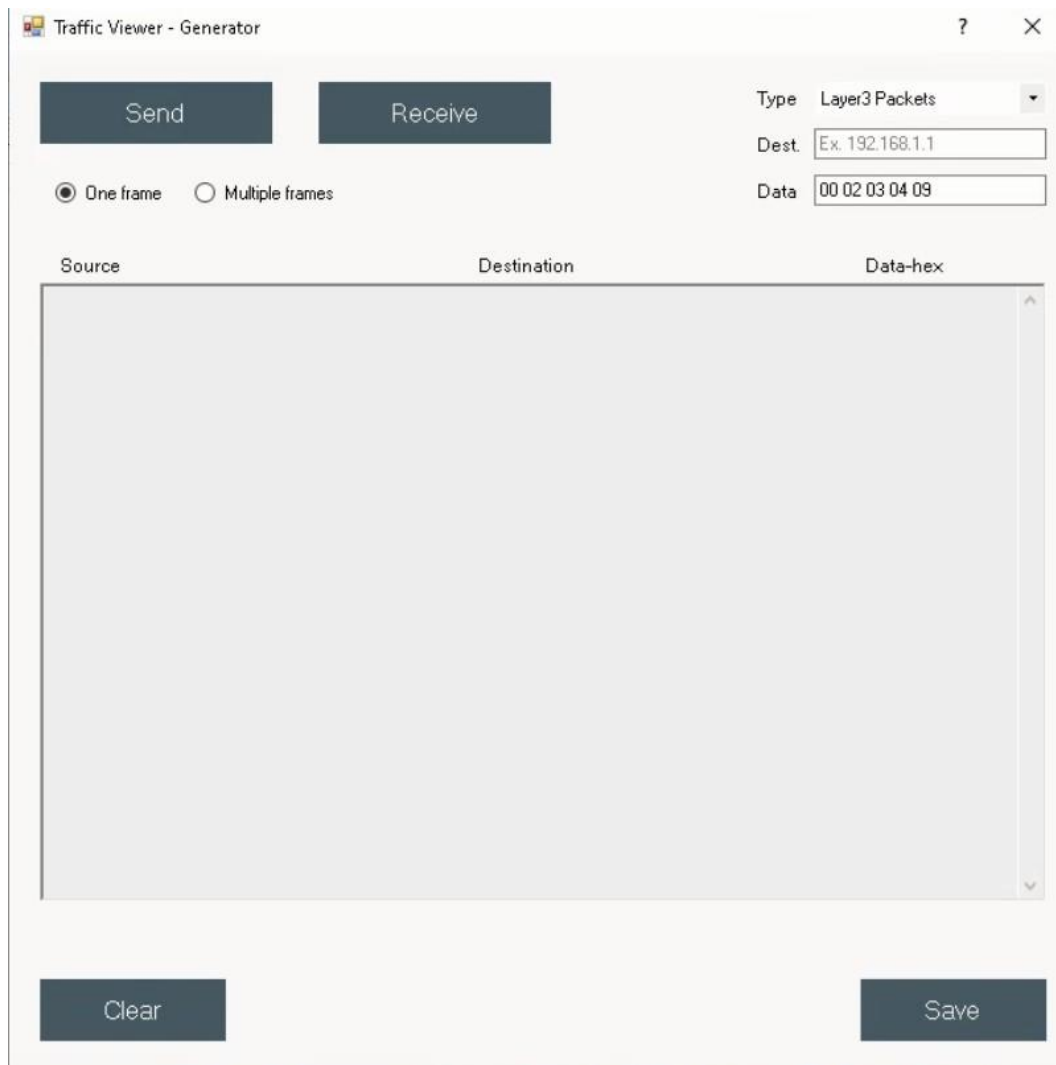 Traffic Viewer - Generator ?
Send Receive
Type Layer3 Packets
Dest. Ex. 192.168.1.1
Data 00 02 03 04 09
One frame Multiple frames
Source Destination Data-hex
Clear Save